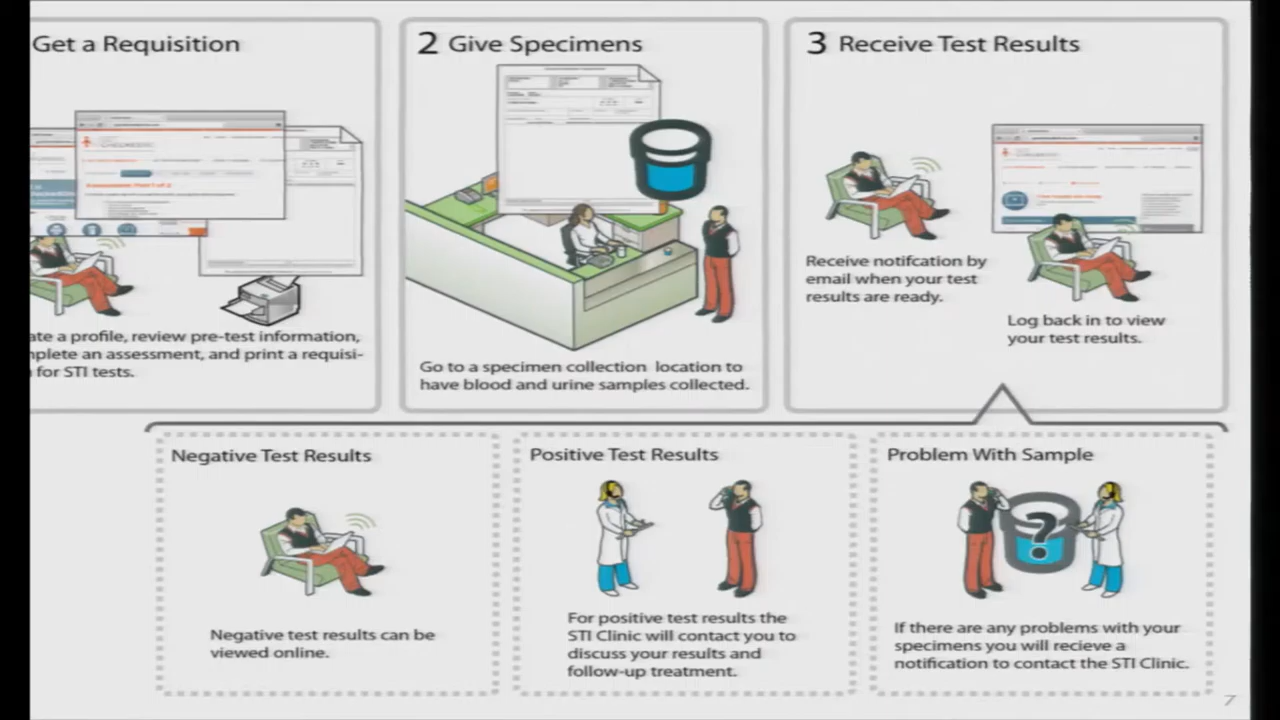 Get a Requisition
ate a profile, review pre-test information,
nplete an assessment, and print a requisi-
for STI tests.
2 Give Specimens
Go to a specimen collection location to
have blood and urine samples collected.
3 Receive Test Results
Receive notifcation by
email when your test
results are ready.
Log back in to view
your test results.
Negative Test Results
Negative test results can be
viewed online.
Positive Test Results
For positive test results the
STI Clinic will contact you to
discuss your results and
follow-up treatment.
Problem With Sample
?
If there are any problems with your
specimens you will recieve a
notification to contact the STI Clinic.
7